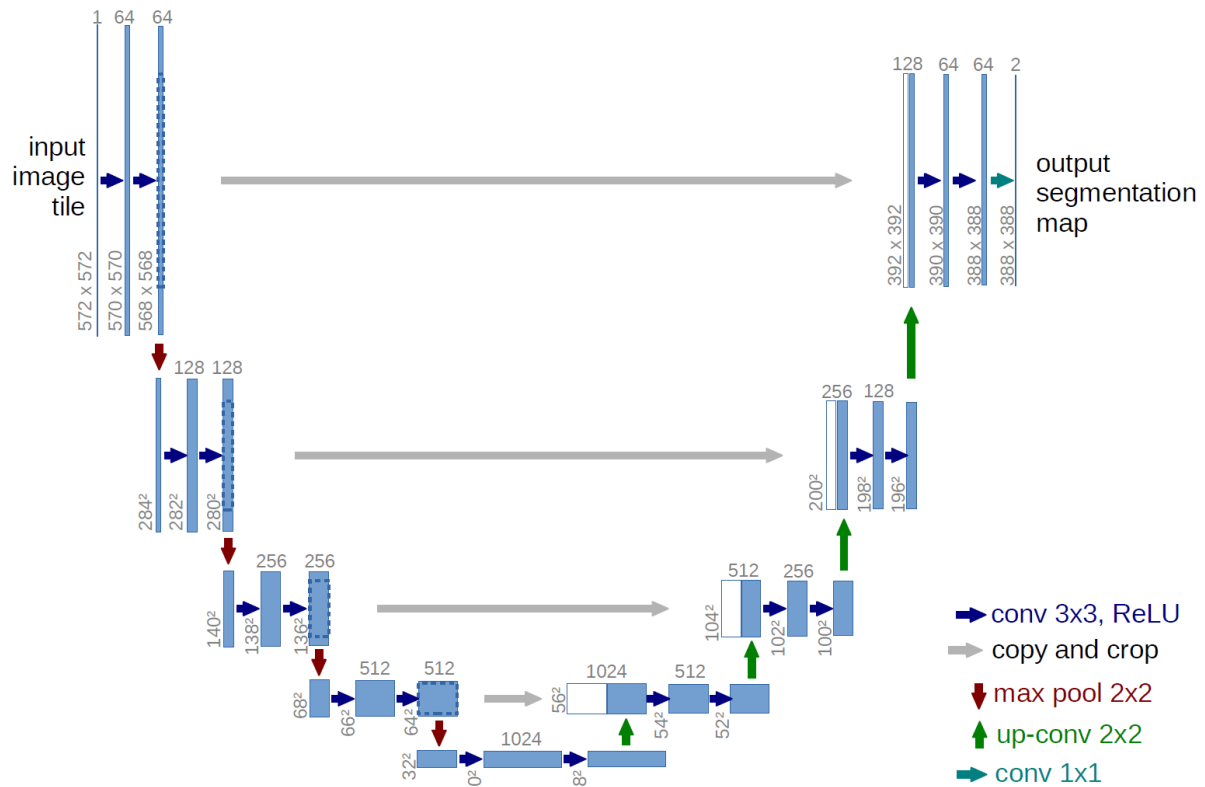 1 64 64
128 64 64 2
input
image
tile
output
segmentation
map
572 x 572
570 x 570
568 x 568
392 x 392
390 x 390
388 x 388
388 x 388
128 128
256 128
284²
282²
280²
200²
198²
196²
256 256
512 256
140²
138²
136²
104²
102²
100²
512 512
1024 512
68²
66²
64²
56²
54²
52²
1024
32²
0²
8²
conv 3x3, ReLU
copy and crop
max pool 2x2
up-conv 2x2
conv 1x1